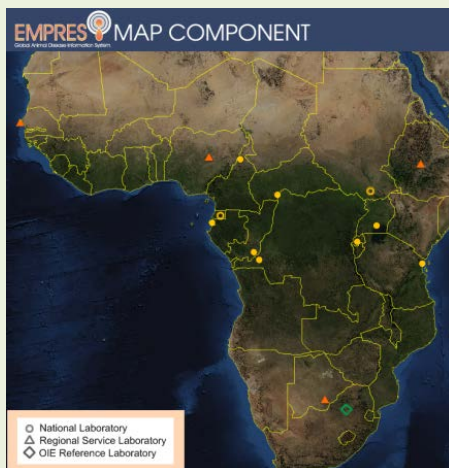 EMPRES MAP COMPONENT
Global Animal Disease Information System
National Laboratory
Regional Service Laboratory
OIE Reference Laboratory